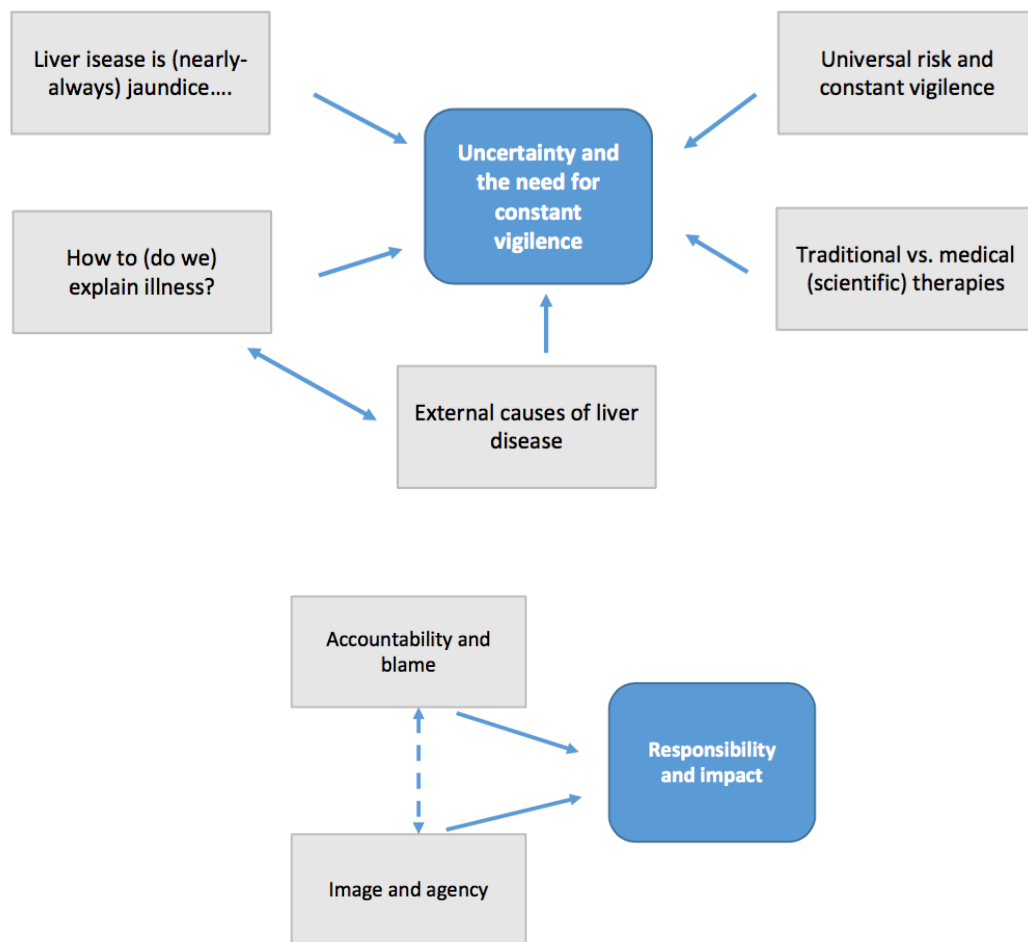 Liver isease is (nearly-
always) jaundice....
Universal risk and
constant vigilence
Uncertainty and
the need for
constant
vigilence
How to (do we)
explain illness?
Traditional vs. medical
(scientific) therapies
External causes of liver
disease
Accountability and
blame
Responsibility
and impact
Image and agency